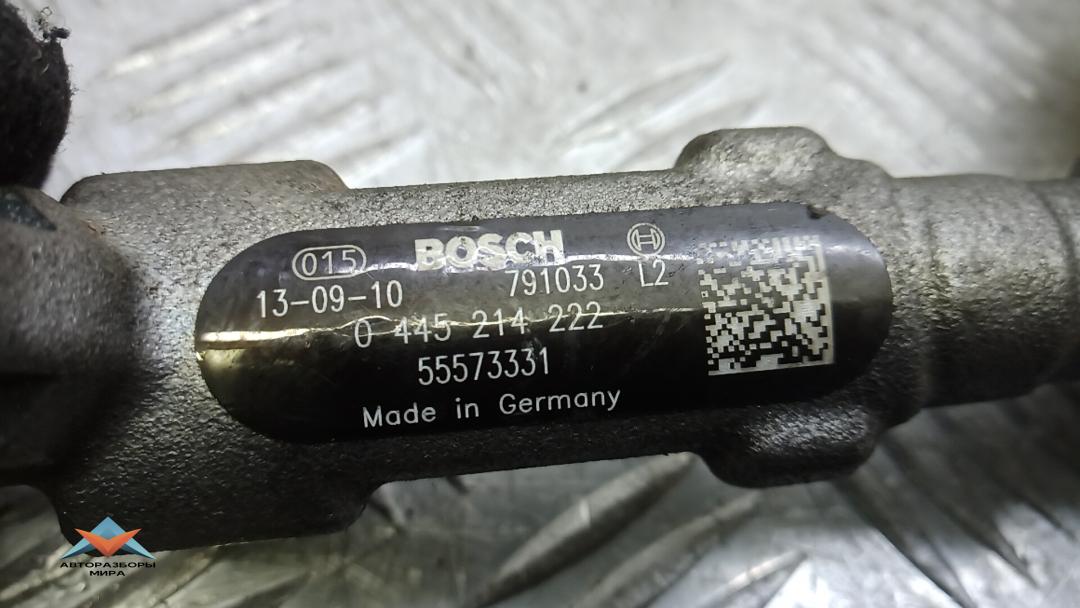 015 BOSCH H
13-09-10 791033 L2
0 445 214 222
55573331
Made in Germany
АВТОРАЗБОРЫ
МИРА